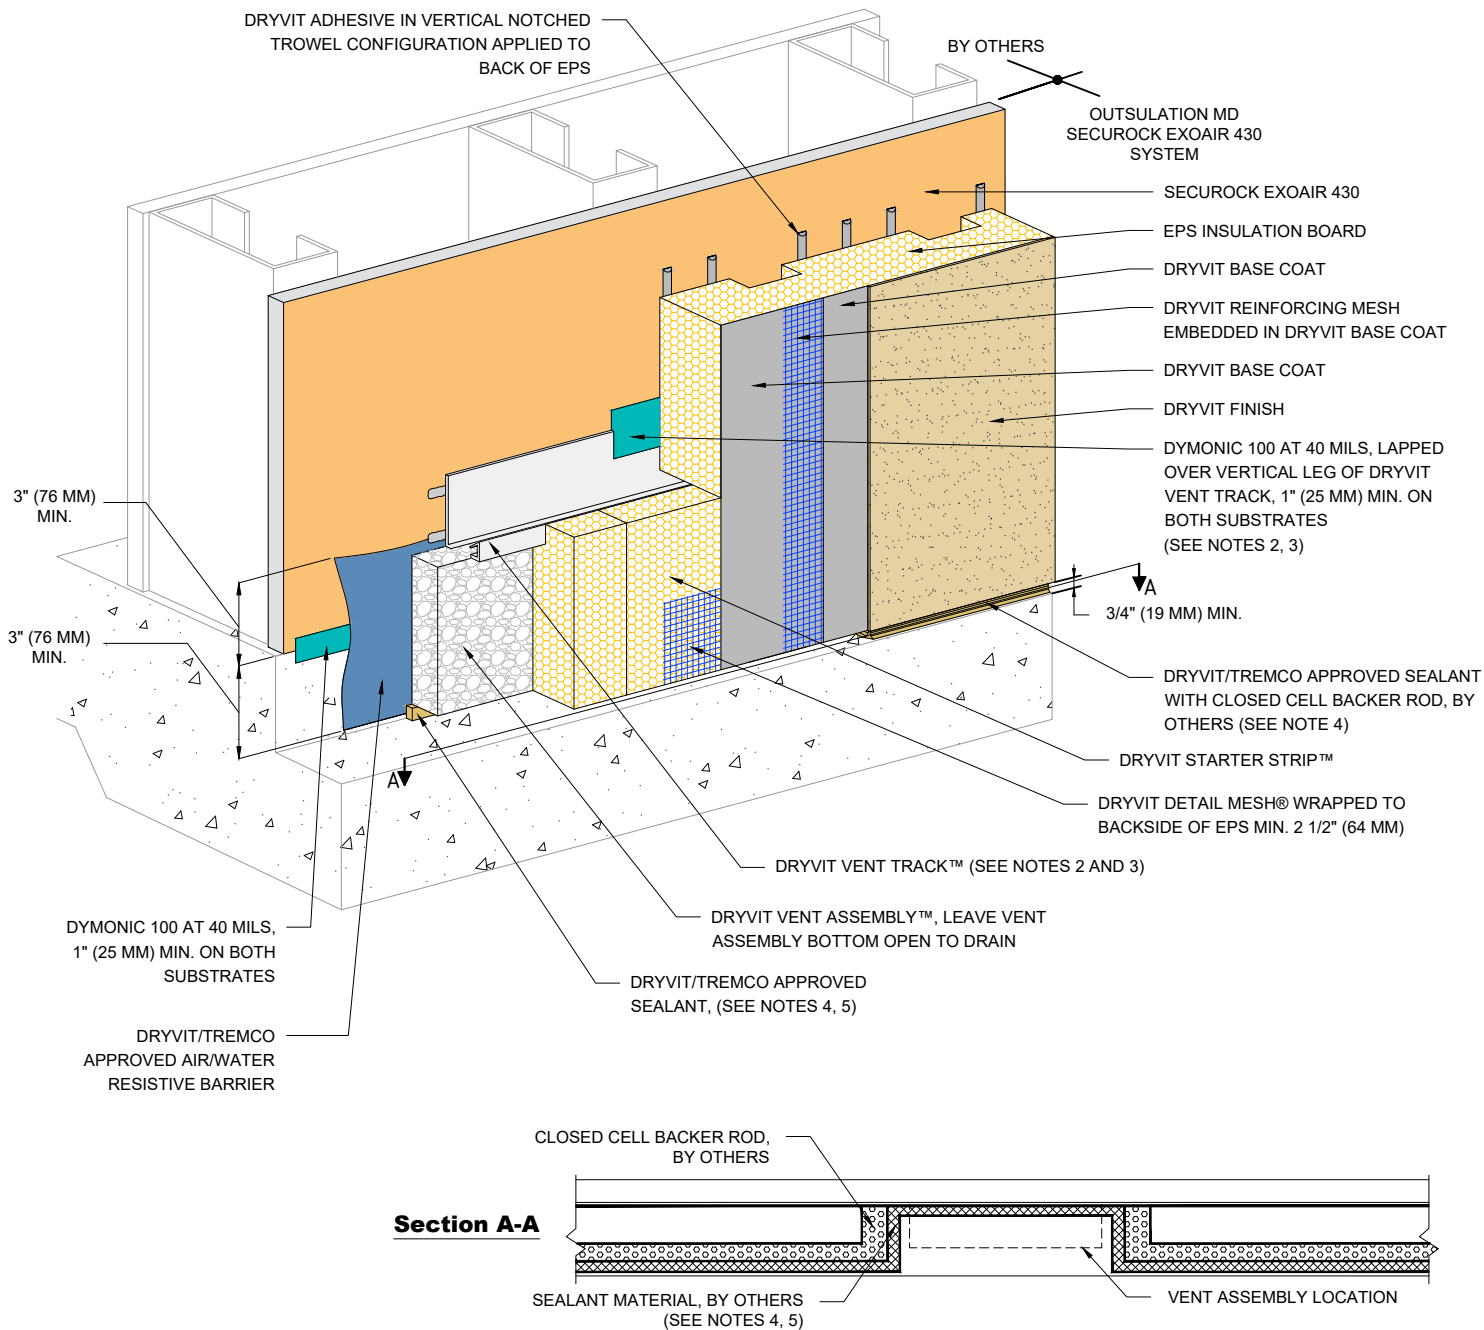 DRYVIT ADHESIVE IN VERTICAL NOTCHED
TROWEL CONFIGURATION APPLIED TO
BACK OF EPS
BY OTHERS
OUTSULATION MD
SECUROCK EXOAIR 430
SYSTEM
SECUROCK EXOAIR 430
EPS INSULATION BOARD
DRYVIT BASE COAT
DRYVIT REINFORCING MESH
EMBEDDED IN DRYVIT BASE COAT
DRYVIT BASE COAT
DRYVIT FINISH
DYMONIC 100 AT 40 MILS, LAPPED
OVER VERTICAL LEG OF DRYVIT
VENT TRACK, 1" (25 MM) MIN. ON
BOTH SUBSTRATES
(SEE NOTES 2, 3)
3" (76 MM)
MIN.
3" (76 MM)
MIN.
A
3/4" (19 MM) MIN.
DRYVIT/TREMCO APPROVED SEALANT
WITH CLOSED CELL BACKER ROD, BY
OTHERS (SEE NOTE 4)
DRYVIT STARTER STRIP™
A
DRYVIT DETAIL MESH® WRAPPED TO
BACKSIDE OF EPS MIN. 2 1/2" (64 MM)
DRYVIT VENT TRACK™ (SEE NOTES 2 AND 3)
DRYVIT VENT ASSEMBLY™, LEAVE VENT
ASSEMBLY BOTTOM OPEN TO DRAIN
DYMONIC 100 AT 40 MILS,
1" (25 MM) MIN. ON BOTH
SUBSTRATES
DRYVIT/TREMCO APPROVED
SEALANT, (SEE NOTES 4, 5)
DRYVIT/TREMCO
APPROVED AIR/WATER
RESISTIVE BARRIER
CLOSED CELL BACKER ROD,
BY OTHERS
Section A-A
SEALANT MATERIAL, BY OTHERS
(SEE NOTES 4, 5)
VENT ASSEMBLY LOCATION